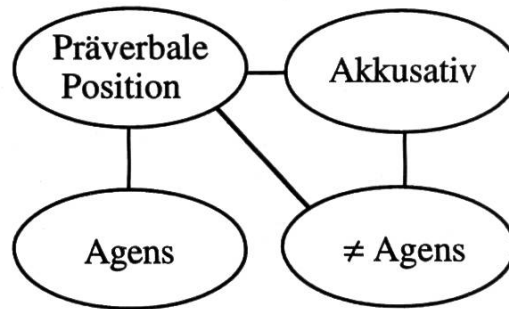 Präverbale
Position
Akkusativ
Agens
≠ Agens